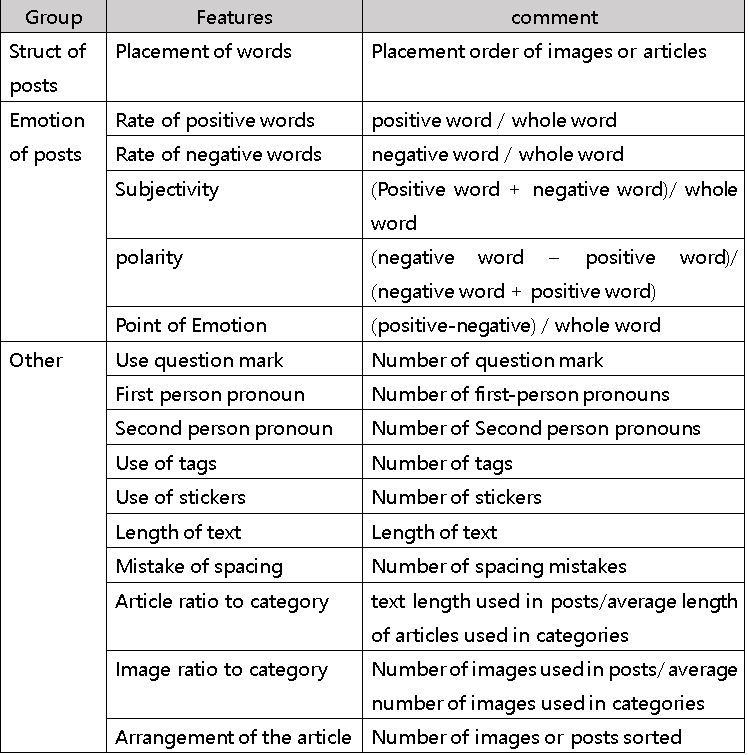 Group Features comment
Struct of Placement of words Placement order of images or articles
posts
Emotion Rate of positive words positive word / whole word
of posts Rate of negative words negative word / whole word
Subjectivity (Positive word + negative word)/ whole
word
polarity (negative word – positive word)/
(negative word + positive word)
Point of Emotion (positive-negative) / whole word
Other Use question mark Number of question mark
First person pronoun Number of first-person pronouns
Second person pronoun Number of Second person pronouns
Use of tags Number of tags
Use of stickers Number of stickers
Length of text Length of text
Mistake of spacing Number of spacing mistakes
Article ratio to category text length used in posts/average length
of articles used in categories
Image ratio to category Number of images used in posts/ average
number of images used in categories
Arrangement of the article Number of images or posts sorted